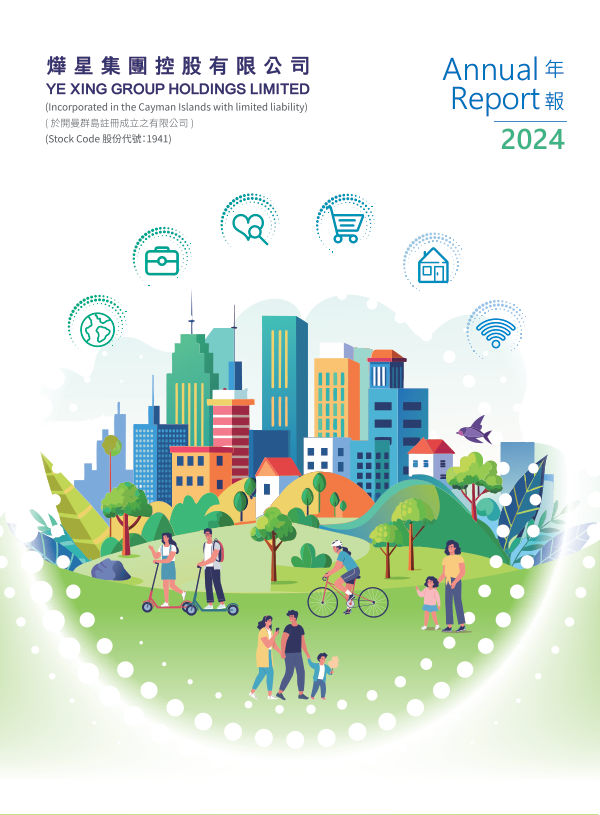 燁星集團控股有限公司
YE XING GROUP HOLDINGS LIMITED
(Incorporated in the Cayman Islands with limited liability)
(於開曼群島註冊成立之有限公司)
(Stock Code 股份代號：1941)
Annual 年
Report 報
2024